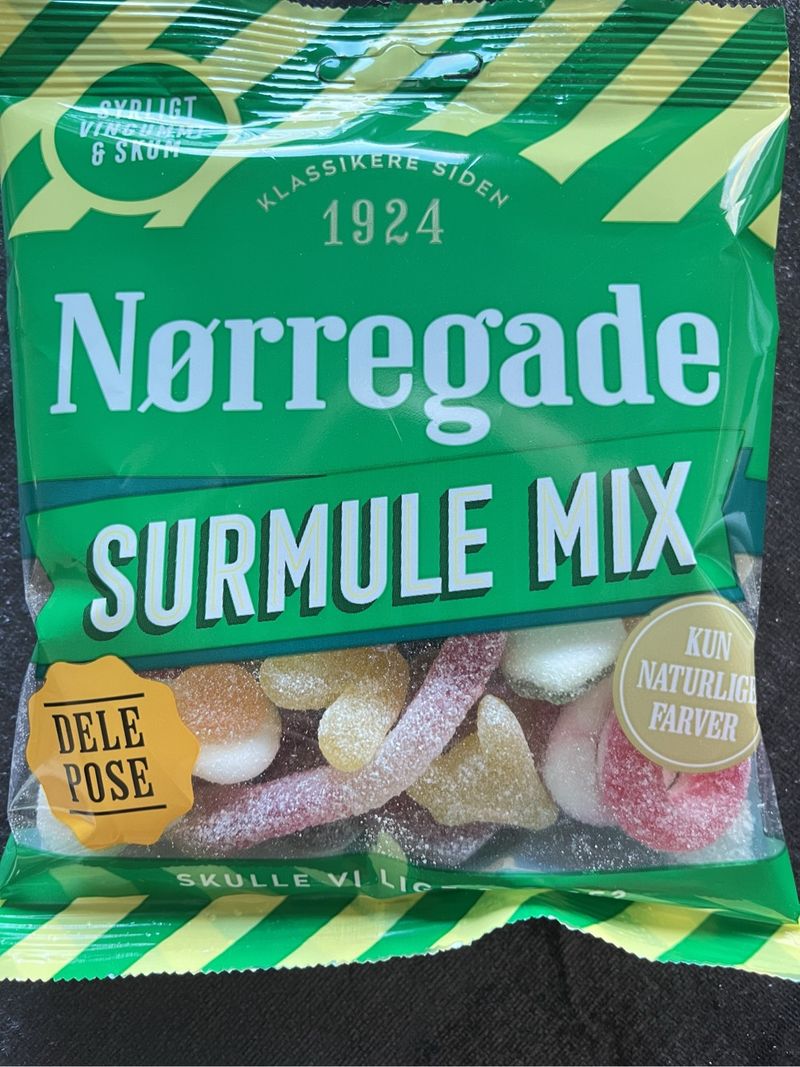 SYRLIGT
VINGUMMI
& SKUM
KLASSIKERE SIDEN
1924
Nørregade
SURMULE MIX
KUN
NATURLIGE
FARVER
DELE
POSE
SKULLE VI